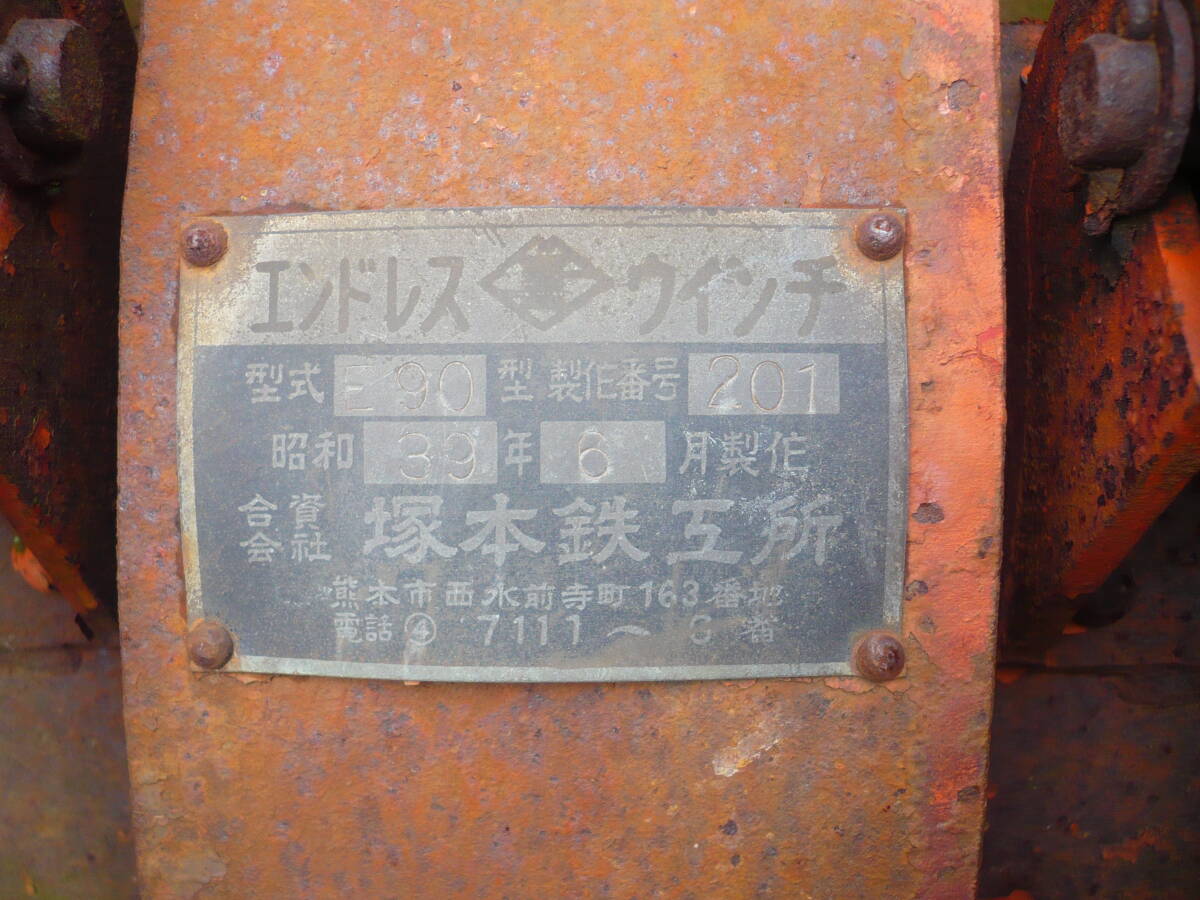 エンドレス ウインチ
型式 E 90 型 製作番号 201
昭和 39 年 6 月製作
合資会社 塚本鉄工所
熊本市西水前寺町163番地
電話④ 7111～3番